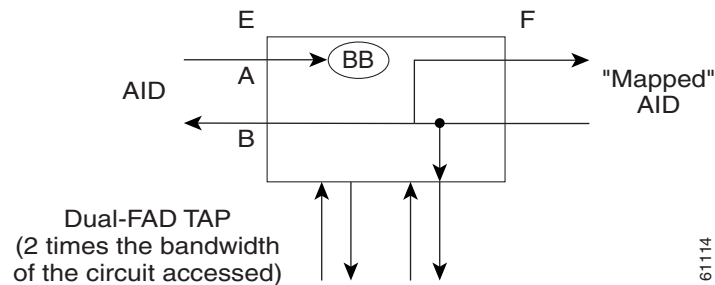 E
F
BB
A
AID
"Mapped"
AID
B
Dual-FAD TAP
(2 times the bandwidth
of the circuit accessed)
61114